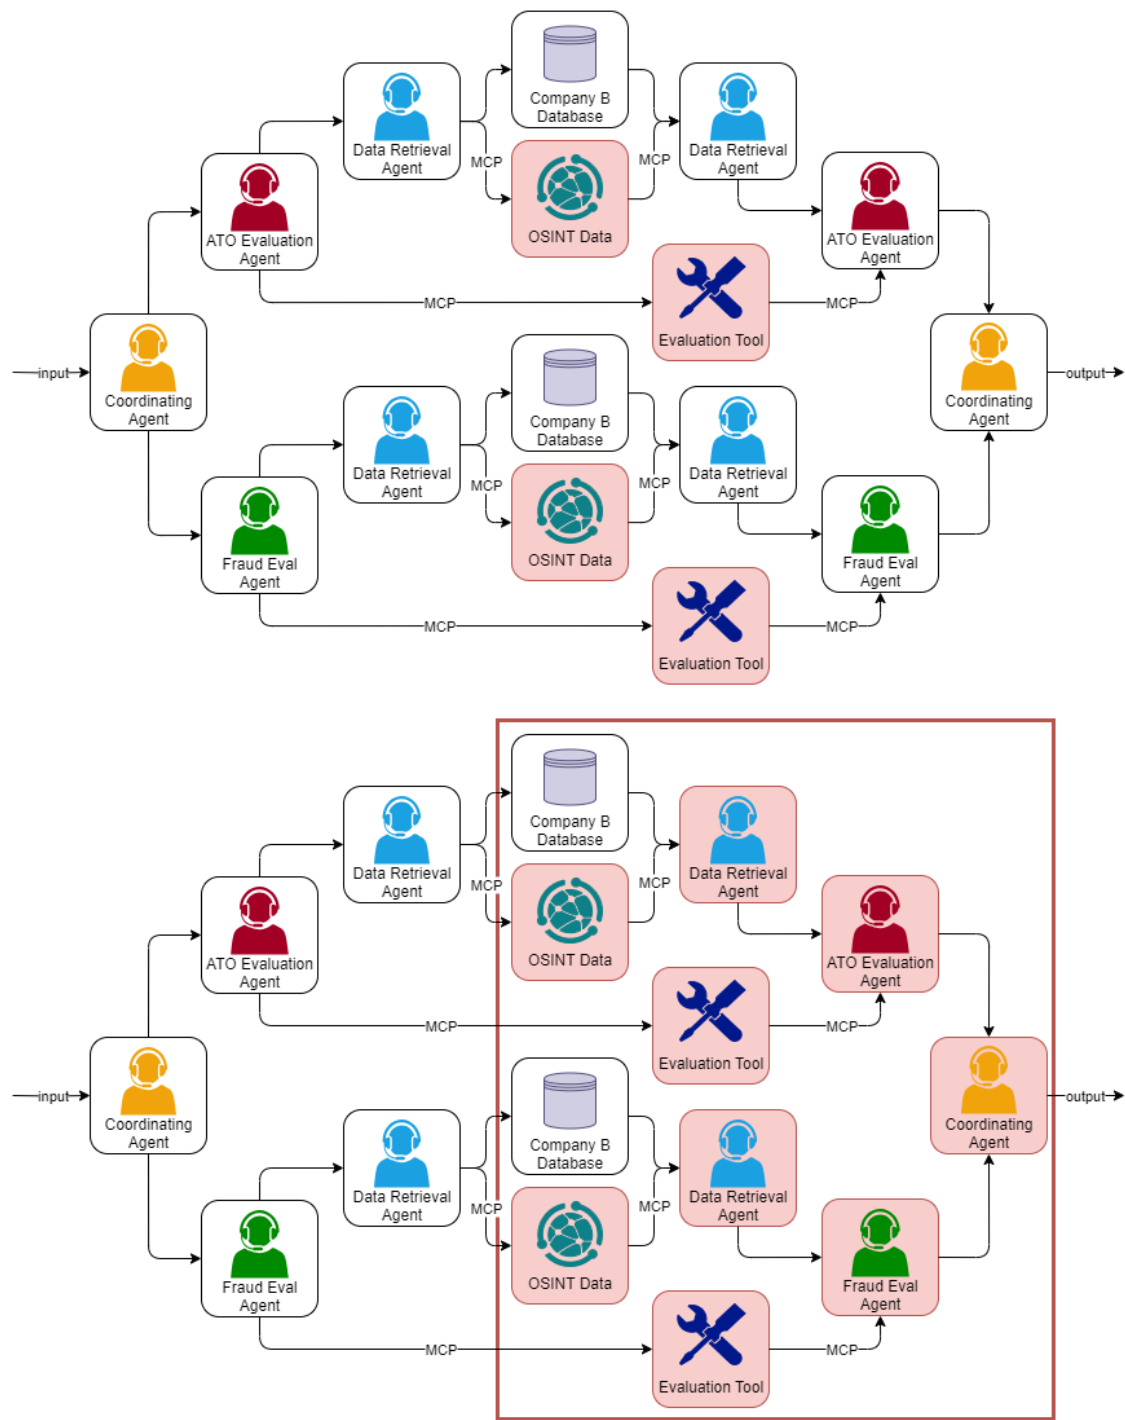 Company B
Database
Data Retrieval
Agent
MCP
MCP
Data Retrieval
Agent
OSINT Data
ATO Evaluation
Agent
ATO Evaluation
Agent
MCP
MCP
Evaluation Tool
input
Coordinating
Agent
Company B
Database
Coordinating
Agent
output
Data Retrieval
Agent
MCP
MCP
Data Retrieval
Agent
OSINT Data
Fraud Eval
Agent
Fraud Eval
Agent
MCP
MCP
Evaluation Tool
Company B
Database
Data Retrieval
Agent
MCP
MCP
Data Retrieval
Agent
OSINT Data
ATO Evaluation
Agent
ATO Evaluation
Agent
MCP
MCP
Evaluation Tool
input
Coordinating
Agent
Company B
Database
Coordinating
Agent
output
Data Retrieval
Agent
MCP
MCP
Data Retrieval
Agent
OSINT Data
Fraud Eval
Agent
Fraud Eval
Agent
MCP
MCP
Evaluation Tool